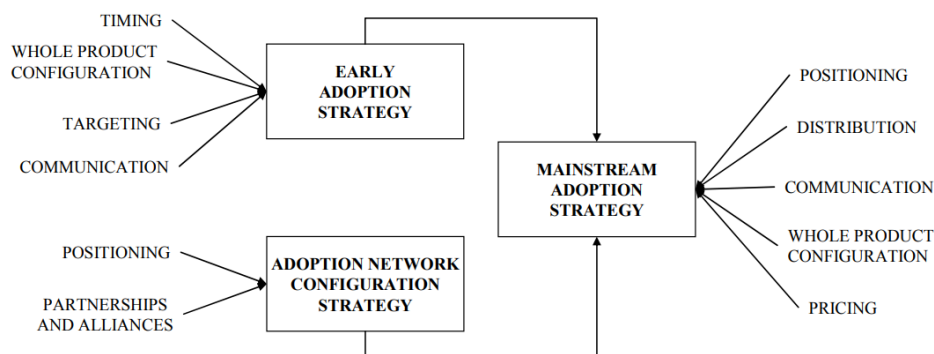 TIMING
WHOLE PRODUCT
CONFIGURATION
TARGETING
COMMUNICATION
EARLY
ADOPTION
STRATEGY
POSITIONING
PARTNERSHIPS
AND ALLIANCES
ADOPTION NETWORK
CONFIGURATION
STRATEGY
MAINSTREAM
ADOPTION
STRATEGY
POSITIONING
DISTRIBUTION
COMMUNICATION
WHOLE PRODUCT
CONFIGURATION
PRICING